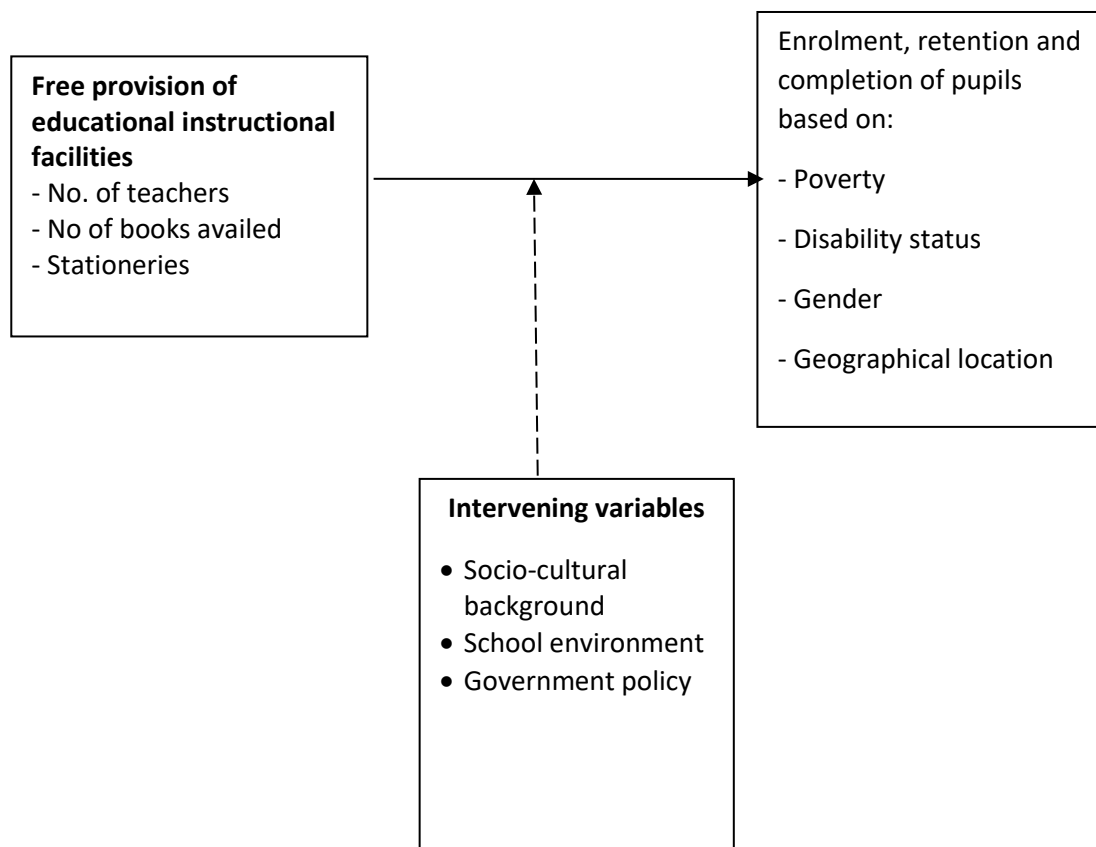 Free provision of
educational instructional
facilities
- No. of teachers
- No of books availed
- Stationeries
Enrolment, retention and
completion of pupils
based on:
- Poverty
- Disability status
- Gender
- Geographical location
Intervening variables
• Socio-cultural
background
• School environment
• Government policy